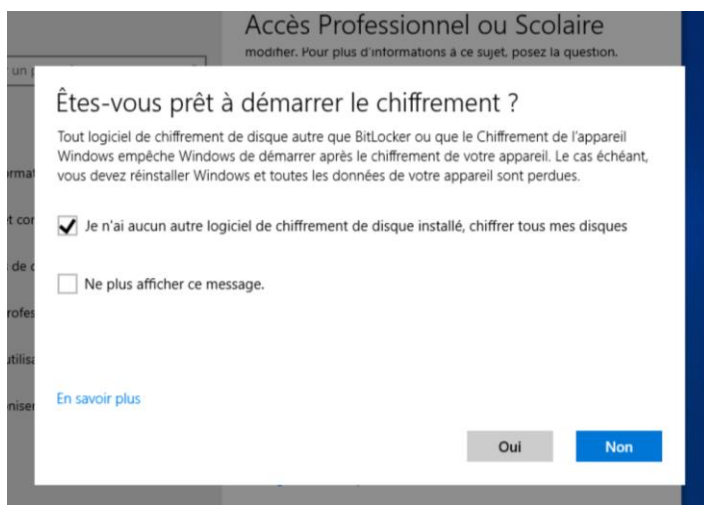 Accès Professionnel ou Scolaire
modifier. Pour plus d'informations à ce sujet, posez la question.
un
Êtes-vous prêt à démarrer le chiffrement ?
Tout logiciel de chiffrement de disque autre que BitLocker ou que le Chiffrement de l'appareil
Windows empêche Windows de démarrer après le chiffrement de votre appareil. Le cas échéant,
vous devez réinstaller Windows et toutes les données de votre appareil sont perdues.
Je n'ai aucun autre logiciel de chiffrement de disque installé, chiffrer tous mes disques
Ne plus afficher ce message.
En savoir plus
Oui
Non